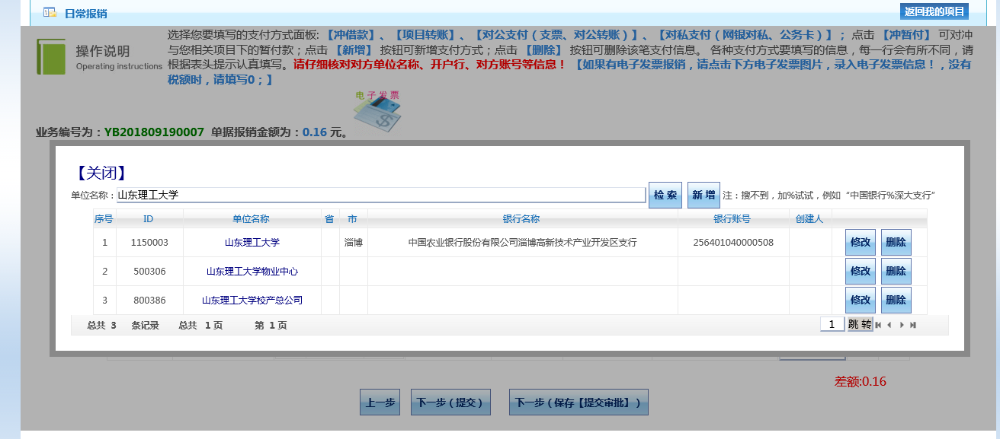 日常报销
返回我的项目
操作说明
Operating instructions
选择您要填写的支付方式面板:【冲借款】、【项目转账】、【对公支付（支票、对公转账）】、【对私支付（网银对私、公务卡）】；点击【冲暂付】可对冲
与您相关项目下的暂付款；点击【新增】按钮可新增支付方式；点击【删除】按钮可删除该笔支付信息。 各种支付方式要填写的信息，每一行会有所不同，请
根据表头提示认真填写。请仔细核对对方单位名称、开户行、对方账号等信息！【如果有电子发票报销，请点击下方电子发票图片，录入电子发票信息！，没有
税额时，请填写0；】
电子发票
业务编号为：YB201809190007 单据报销金额为：0.16 元。
【关闭】
单位名称：山东理工大学 检 索 新 增 注：搜不到，加%试试，例如“中国银行%深大支行”
序号 ID 单位名称 省 市 银行名称 银行账号 创建人
1 1150003 山东理工大学 淄博 中国农业银行股份有限公司淄博高新技术产业开发区支行 256401040000508 修改 删除
2 500306 山东理工大学物业中心 修改 删除
3 800386 山东理工大学校产总公司 修改 删除
总共 3 条记录 总共 1 页 第 1 页 1 跳 转
差额:0.16
上一步 下一步（提交） 下一步（保存【提交审批】）